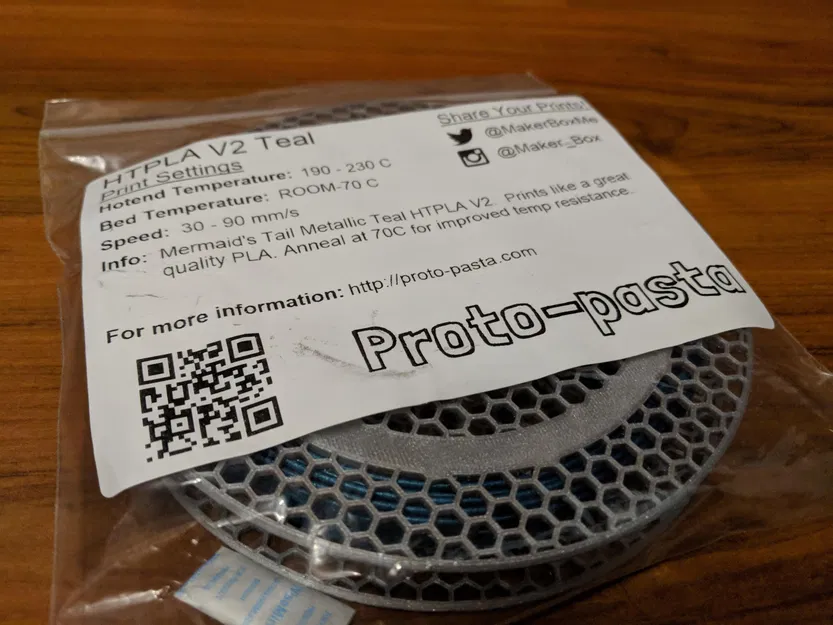 HTPLA V2 Teal
Print Settings
Hotend Temperature: 190 - 230 C
Bed Temperature: ROOM-70 C
Speed: 30 - 90 mm/s
Info: Mermaid's Tail Metallic Teal HTPLA V2. Prints like a great
quality PLA. Anneal at 70C for improved temp resistance.
For more information: http://proto-pasta.com
Share Your Prints!
@MakerBoxMe
@Maker_Box
Proto-pasta